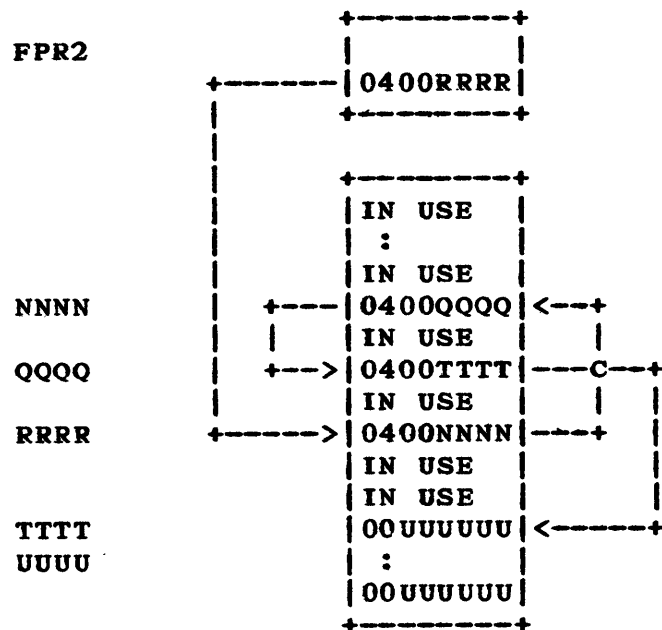 FPR2
0400RRRR
IN USE
:
IN USE
NNNN 0400QQQQ
IN USE
QQQQ 0400TTTT C
IN USE
RRRR 0400NNNN
IN USE
IN USE
TTTT 00UUUUUU
UUUU :
00UUUUUU